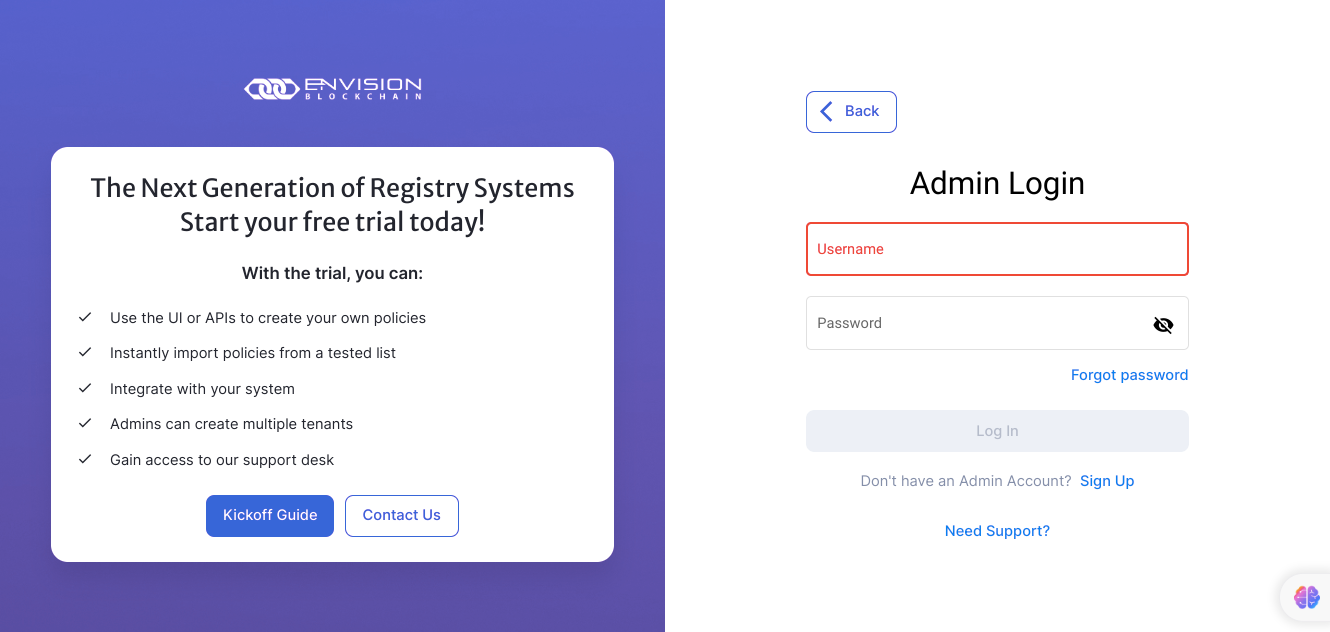 ENVISION
BLOCKCHAIN
The Next Generation of Registry Systems
Start your free trial today!
With the trial, you can:
Use the UI or APIs to create your own policies
Instantly import policies from a tested list
Integrate with your system
Admins can create multiple tenants
Gain access to our support desk
Kickoff Guide
Contact Us
Back
Admin Login
Username
Password
Forgot password
Log In
Don't have an Admin Account? Sign Up
Need Support?